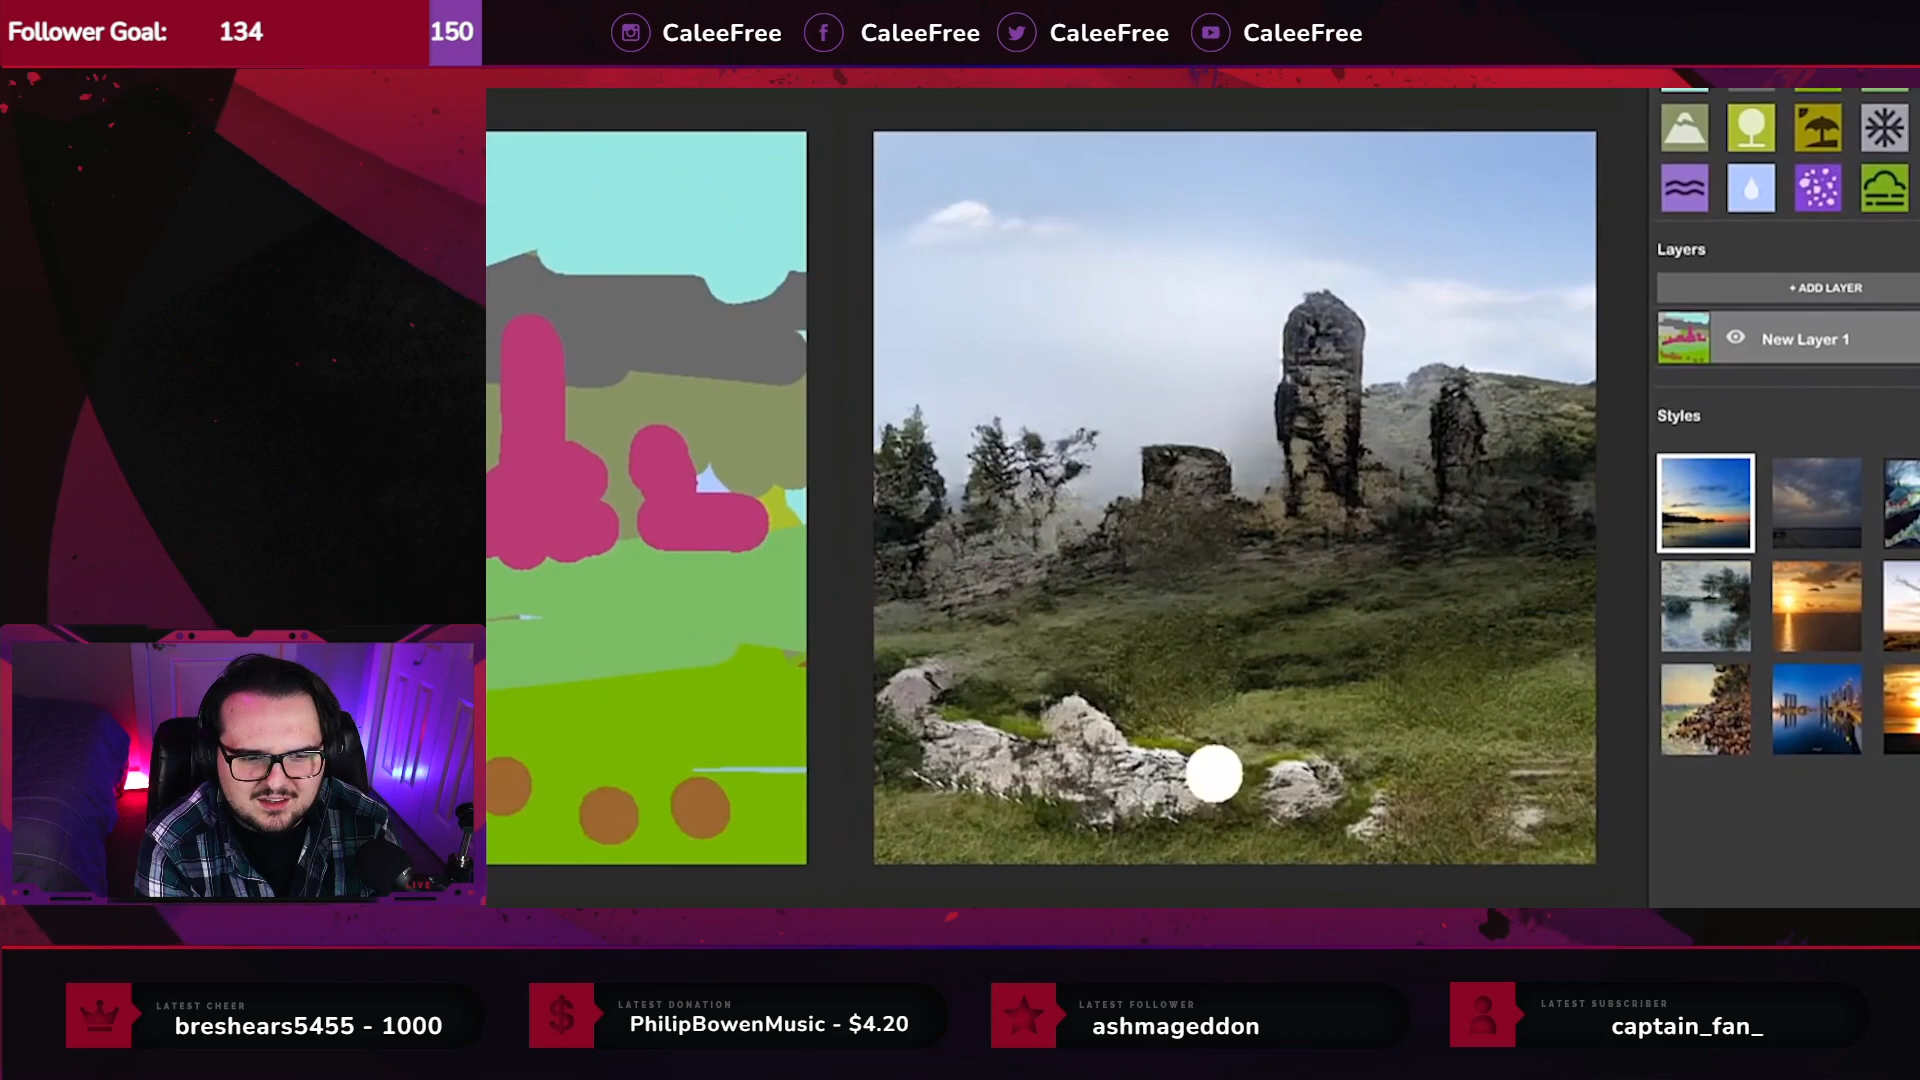 Follower Goal: 134 150
CaleeFree CaleeFree CaleeFree CaleeFree
Layers
+ ADD LAYER
New Layer 1
Styles
LIVE
LATEST CHEER
breshears5455 - 1000
LATEST DONATION
PhilipBowenMusic - $4.20
LATEST FOLLOWER
ashmageddon
LATEST SUBSCRIBER
captain_fan_